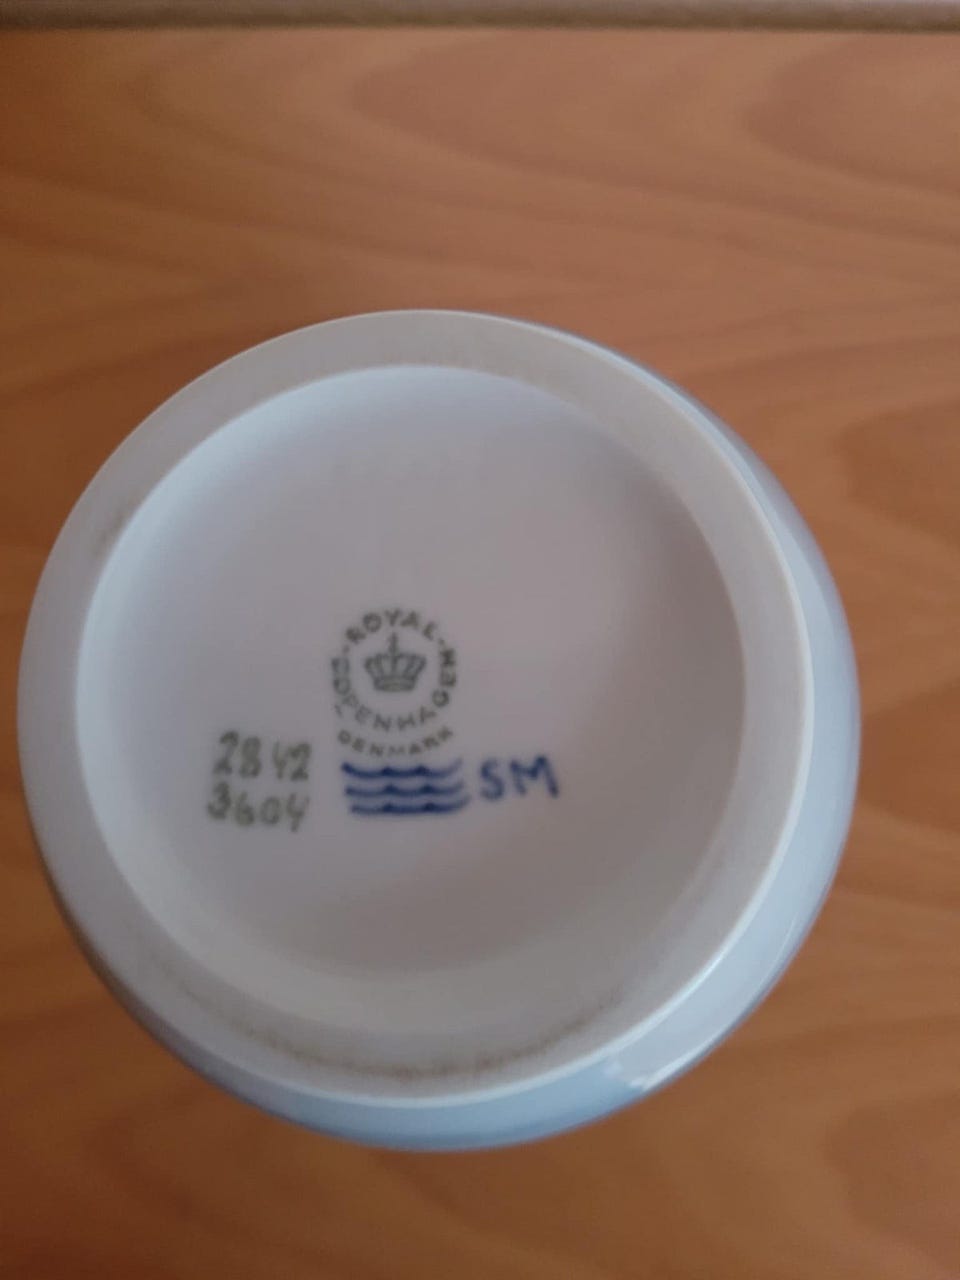 ROYAL
COPENHAGEN
DENMARK
2842
3604
SM